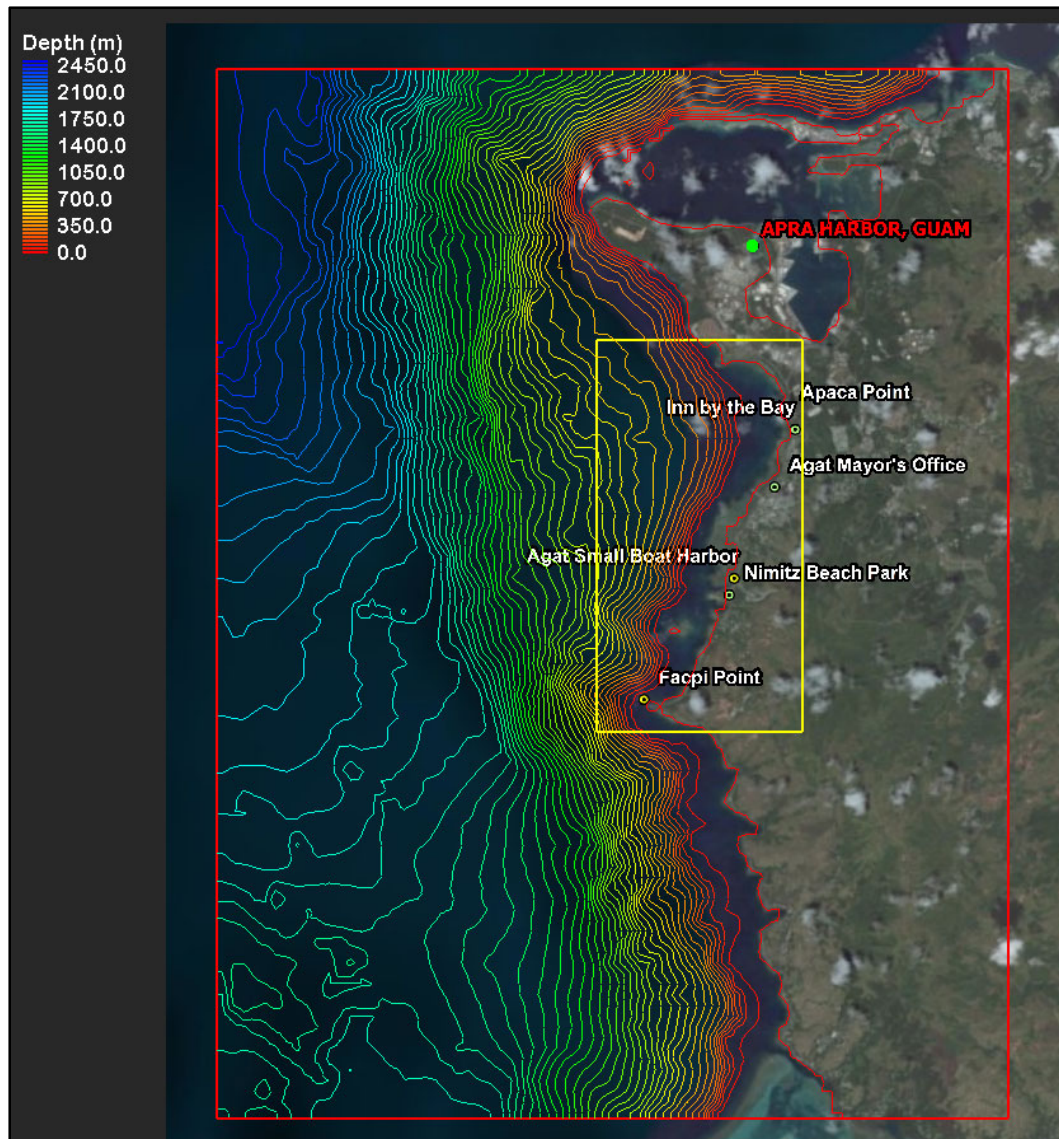 Depth (m)
2450.0
2100.0
1750.0
1400.0
1050.0
700.0
350.0
0.0
APRA HARBOR, GUAM
Apaca Point
Inn by the Bay
Agat Mayor's Office
Agat Small Boat Harbor
Nimitz Beach Park
Facpi Point